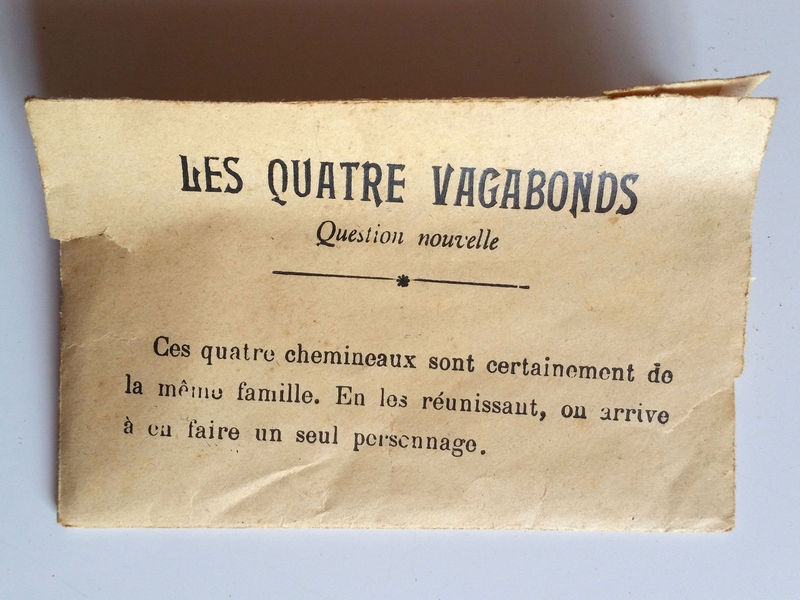 LES QUATRE VAGABONDS
Question nouvelle
Ces quatre chemineaux sont certainement de
la même famille. En les réunissant, on arrive
à en faire un seul personnage.